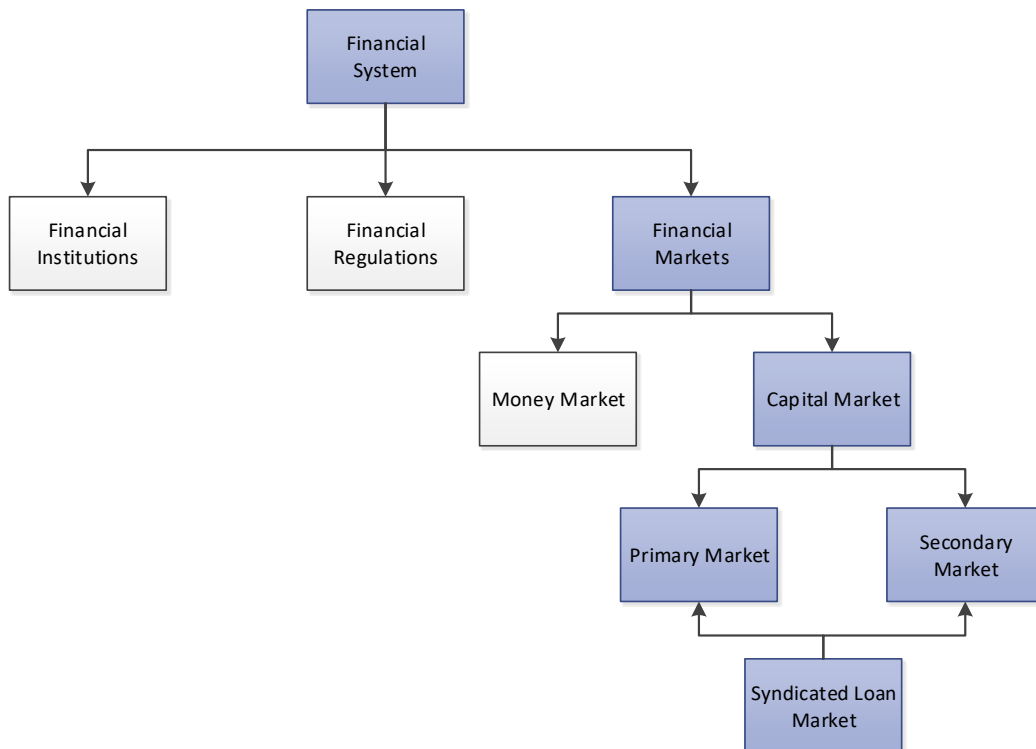 Financial
System
Financial
Institutions
Financial
Regulations
Financial
Markets
Money Market
Capital Market
Primary Market
Secondary
Market
Syndicated Loan
Market